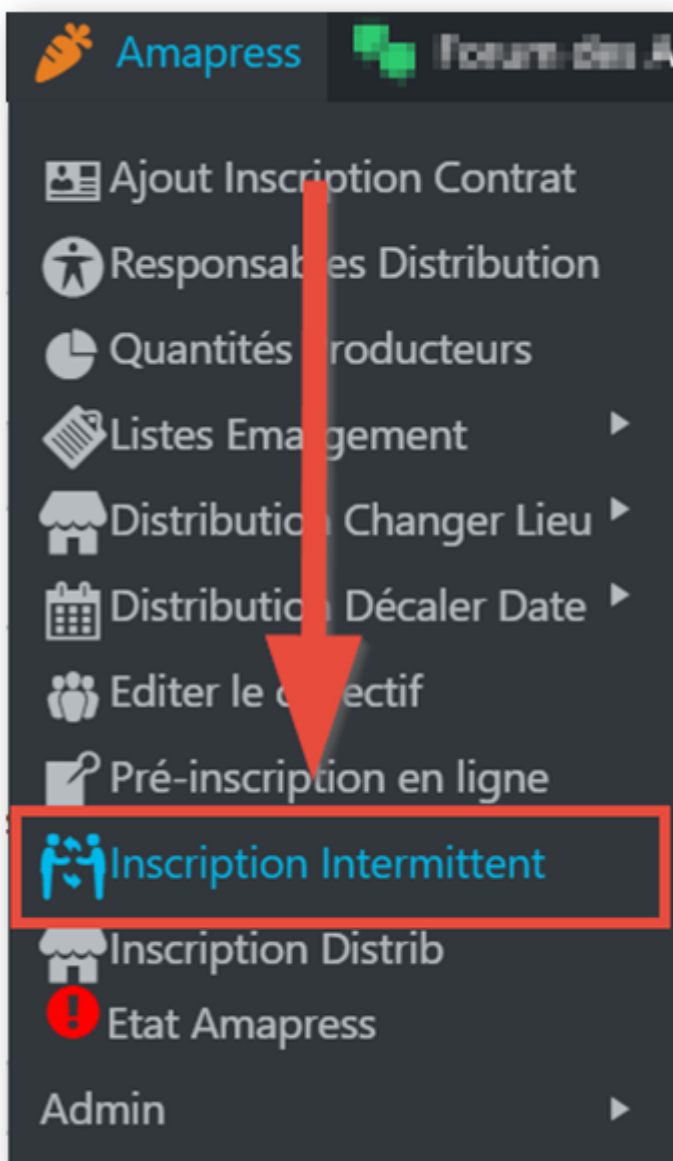 Amapress
Ajout Inscription Contrat
Responsables Distribution
Quantités Producteurs
Listes Emargement
Distribution Changer Lieu
Distribution Décaler Date
Editer le collectif
Pré-inscription en ligne
Inscription Intermittent
Inscription Distrib
Etat Amapress
Admin